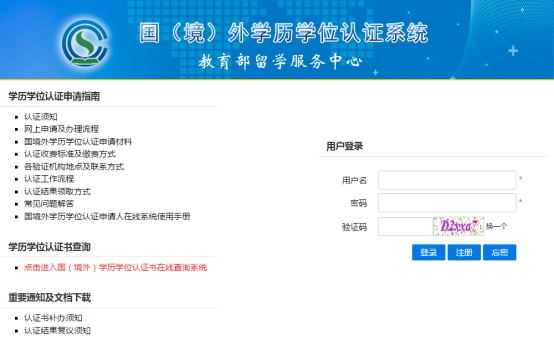 国（境）外学历学位认证系统
教育部留学服务中心
学历学位认证申请指南
认证须知
网上申请及办理流程
国境外学历学位认证申请材料
认证收费标准及缴费方式
各验证机构地点及联系方式
认证工作流程
认证结果领取方式
常见问题解答
国境外学历学位认证申请人在线系统使用手册
学历学位认证书查询
点击进入国（境外）学历学位认证书在线查询系统
重要通知及文档下载
认证书补办须知
认证结果复议须知
用户登录
用户名 *
密码 *
验证码 D2xxa7 换一个
登录 注册 忘密